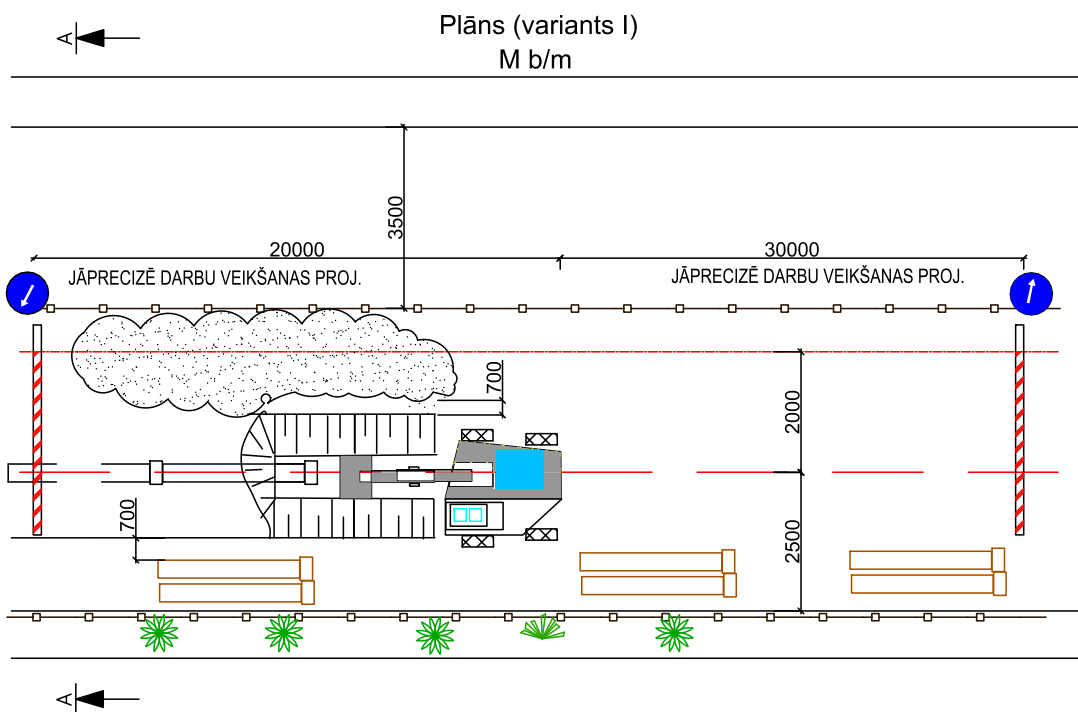 Plāns (variants I)
M b/m
A
3500
20000
30000
JĀPRECIZĒ DARBU VEIKŠANAS PROJ.
JĀPRECIZĒ DARBU VEIKŠANAS PROJ.
700
2000
700
2500
A